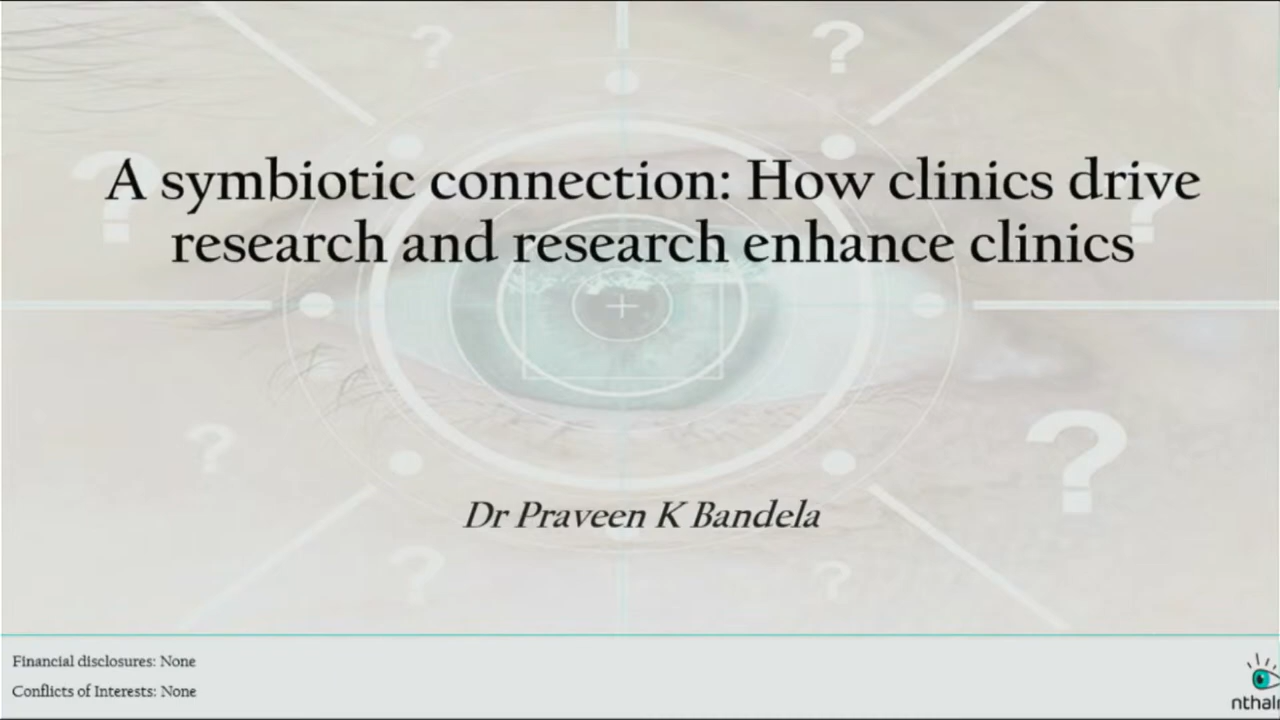 A symbiotic connection: How clinics drive
research and research enhance clinics
Dr Praveen K Bandela
Financial disclosures: None
Conflicts of Interests: None